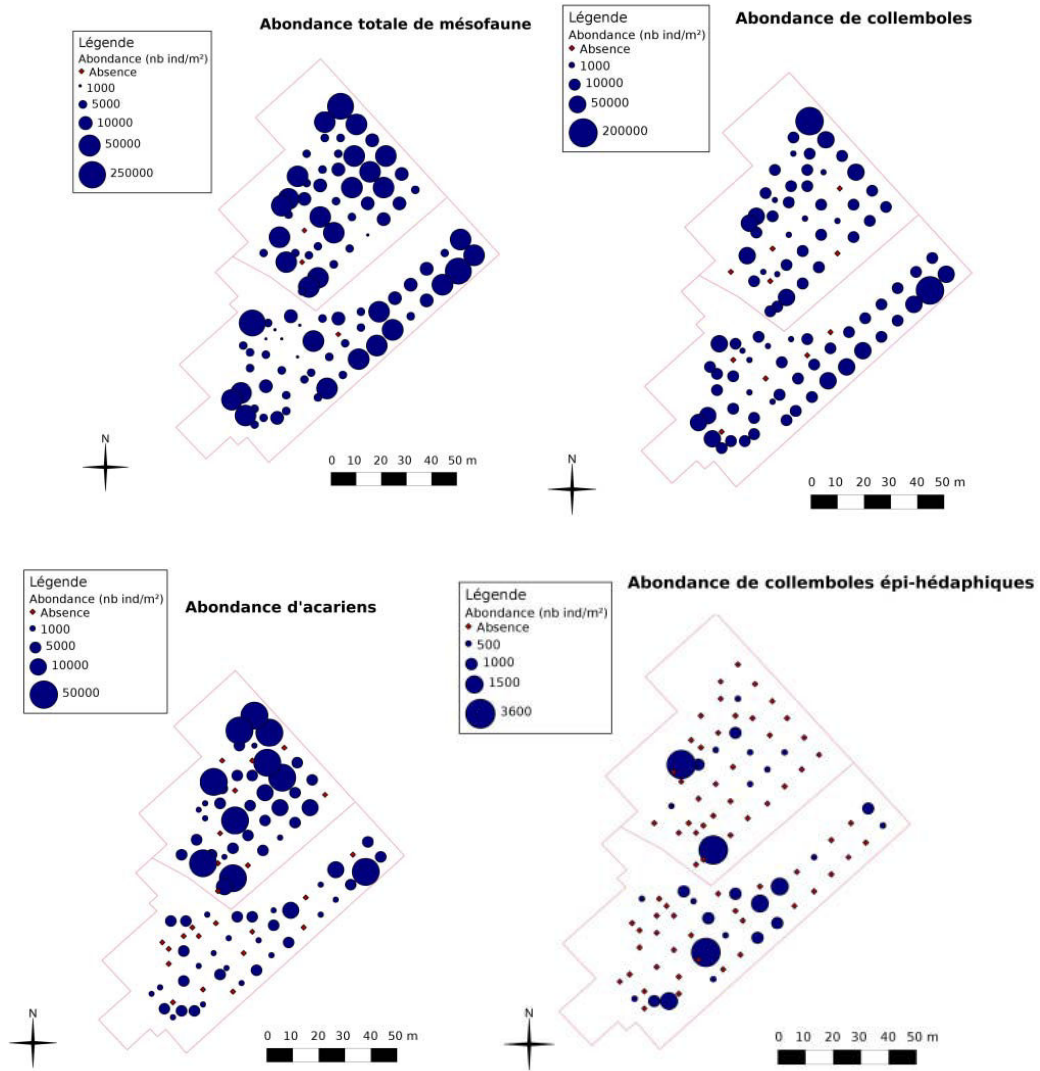 Abondance totale de mésofaune
Légende
Abondance (nb ind/m²)
Absence
1000
5000
10000
50000
250000
N
0 10 20 30 40 50 m
Abondance de collemboles
Légende
Abondance (nb ind/m²)
Absence
1000
10000
50000
200000
N
0 10 20 30 40 50 m
Abondance d'acariens
Légende
Abondance (nb ind/m²)
Absence
1000
5000
10000
50000
N
0 10 20 30 40 50 m
Abondance de collemboles épi-hédaphiques
Légende
Abondance (nb ind/m²)
Absence
500
1000
1500
3600
N
0 10 20 30 40 50 m